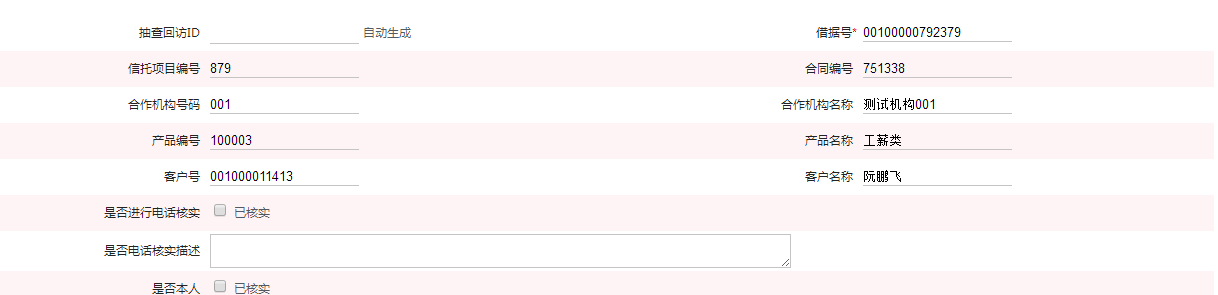 抽查回访ID 自动生成 借据号* 00100000792379
信托项目编号 879 合同编号 751338
合作机构号码 001 合作机构名称 测试机构001
产品编号 100003 产品名称 工薪类
客户号 001000011413 客户名称 阮鹏飞
是否进行电话核实 已核实
是否电话核实描述
是否本人 已核实